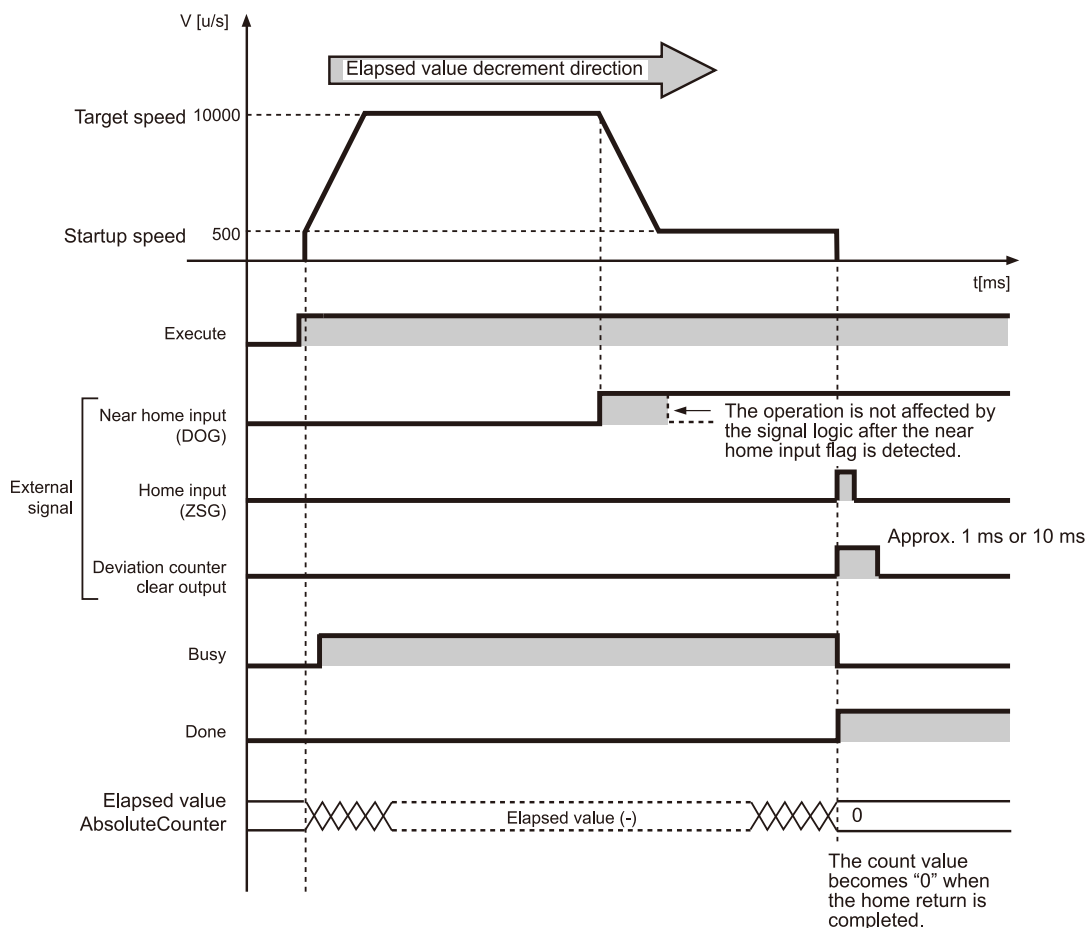 V [u/s]
Elapsed value decrement direction
Target speed 10000
Startup speed 500
t[ms]
Execute
Near home input
(DOG)
The operation is not affected by
the signal logic after the near
home input flag is detected.
External
signal
Home input
(ZSG)
Approx. 1 ms or 10 ms
Deviation counter
clear output
Busy
Done
Elapsed value
AbsoluteCounter
Elapsed value (-)
0
The count value
becomes “0” when
the home return is
completed.